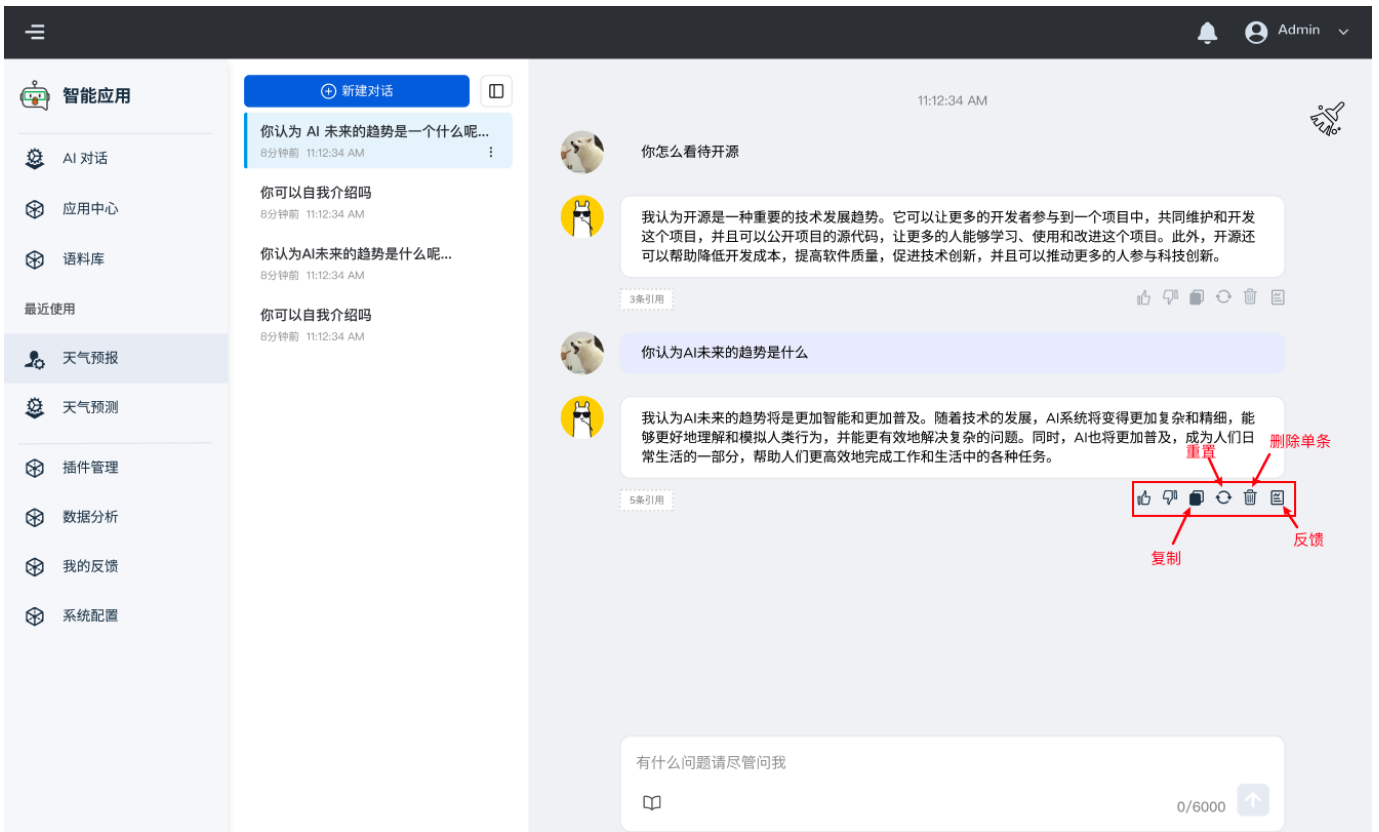 Admin
智能应用
AI 对话
应用中心
语料库
最近使用
天气预报
天气预测
插件管理
数据分析
我的反馈
系统配置
新建对话
你认为 AI 未来的趋势是一个什么呢...
8分钟前 11:12:34 AM
你可以自我介绍吗
8分钟前 11:12:34 AM
你认为AI未来的趋势是什么呢...
8分钟前 11:12:34 AM
你可以自我介绍吗
8分钟前 11:12:34 AM
11:12:34 AM
你怎么看待开源
我认为开源是一种重要的技术发展趋势。它可以让更多的开发者参与到一个项目中，共同维护和开发
这个项目，并且可以公开项目的源代码，让更多的人能够学习、使用和改进这个项目。此外，开源还
可以帮助降低开发成本，提高软件质量，促进技术创新，并且可以推动更多的人参与科技创新。
3条引用
你认为AI未来的趋势是什么
我认为AI未来的趋势将是更加智能和更加普及。随着技术的发展，AI系统将变得更加复杂和精细，能
够更好地理解和模拟人类行为，并能更有效地解决复杂的问题。同时，AI也将更加普及，成为人们日
常生活的一部分，帮助人们更高效地完成工作和生活中的各种任务。
重置
删除单条
5条引用
复制
反馈
有什么问题请尽管问我
0/6000